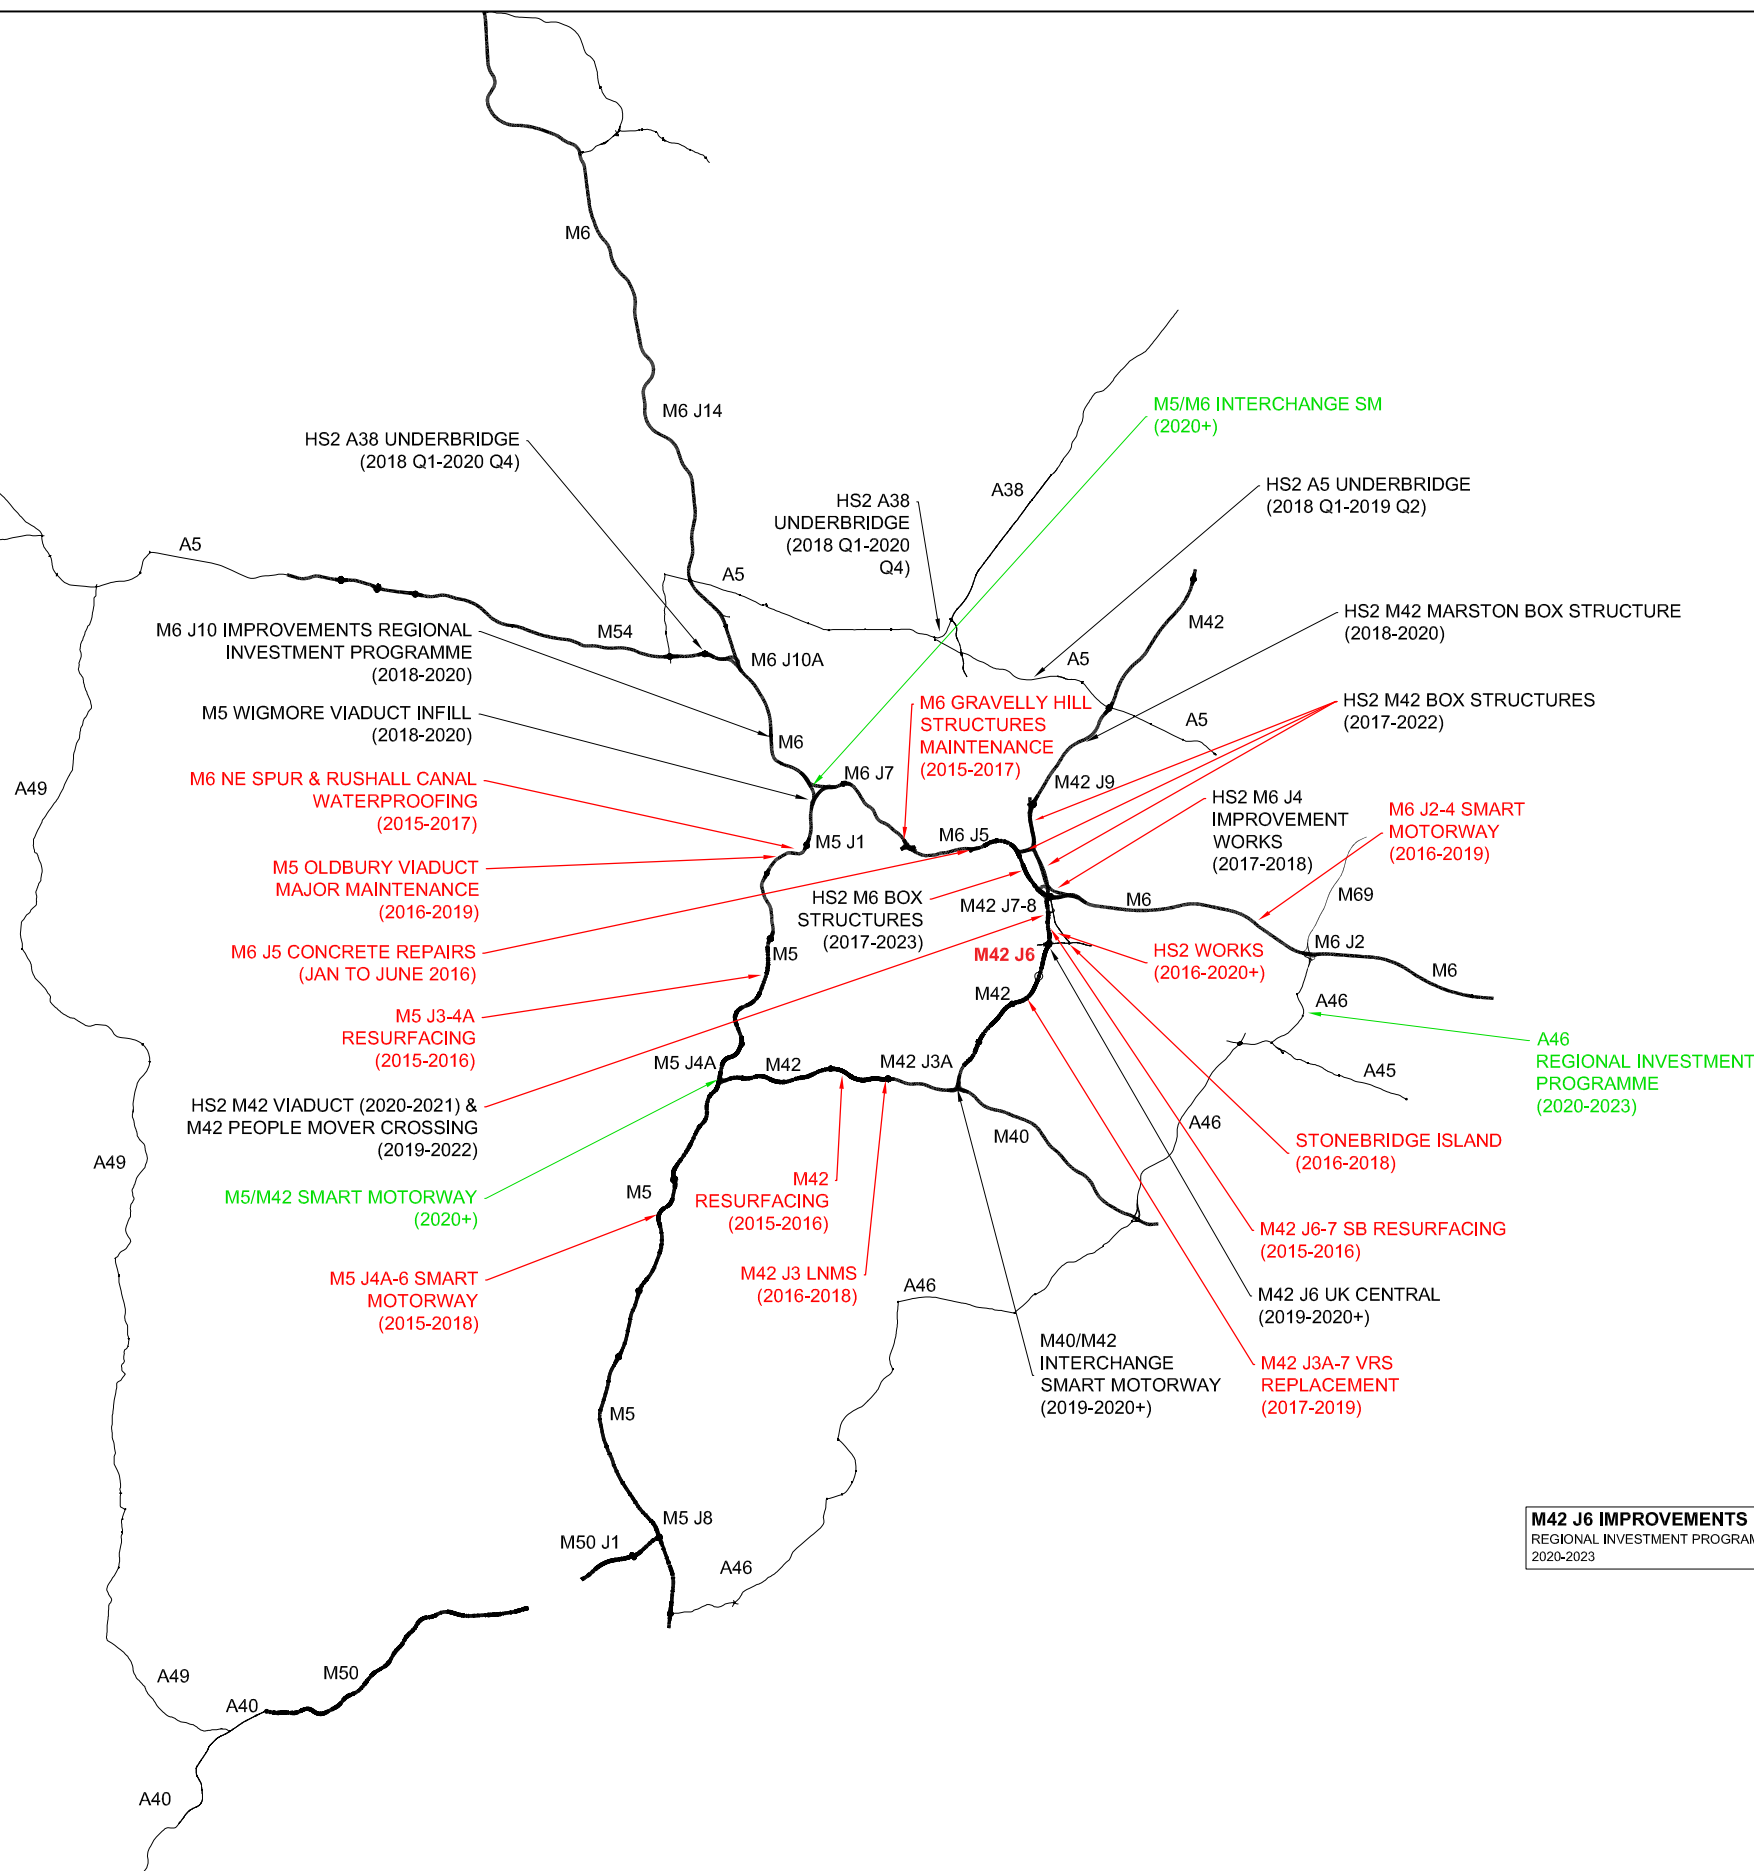 M6
M6 J14
M5/M6 INTERCHANGE SM
(2020+)
HS2 A38 UNDERBRIDGE
(2018 Q1-2020 Q4)
HS2 A38
UNDERBRIDGE
(2018 Q1-2020
Q4)
A38
HS2 A5 UNDERBRIDGE
(2018 Q1-2019 Q2)
A5
A5
M54
M6 J10 IMPROVEMENTS REGIONAL
INVESTMENT PROGRAMME
(2018-2020)
M6 J10A
A5
M42
HS2 M42 MARSTON BOX STRUCTURE
(2018-2020)
M5 WIGMORE VIADUCT INFILL
(2018-2020)
M6
M6 GRAVELLY HILL
STRUCTURES
MAINTENANCE
(2015-2017)
A5
HS2 M42 BOX STRUCTURES
(2017-2022)
A49
M6 NE SPUR & RUSHALL CANAL
WATERPROOFING
(2015-2017)
M6 J7
M42 J9
HS2 M6 J4
IMPROVEMENT
WORKS
(2017-2018)
M6 J2-4 SMART
MOTORWAY
(2016-2019)
M5 J1
M6 J5
M5 OLDBURY VIADUCT
MAJOR MAINTENANCE
(2016-2019)
HS2 M6 BOX
STRUCTURES
(2017-2023)
M42 J7-8
M6
M69
M6 J5 CONCRETE REPAIRS
(JAN TO JUNE 2016)
M5
M42 J6
HS2 WORKS
(2016-2020+)
M6 J2
M6
M5 J3-4A
RESURFACING
(2015-2016)
M42
A46
A46
REGIONAL INVESTMENT
PROGRAMME
(2020-2023)
M5 J4A
M42
M42 J3A
A45
HS2 M42 VIADUCT (2020-2021) &
M42 PEOPLE MOVER CROSSING
(2019-2022)
M40
A46
STONEBRIDGE ISLAND
(2016-2018)
A49
M5/M42 SMART MOTORWAY
(2020+)
M5
M42
RESURFACING
(2015-2016)
M42 J6-7 SB RESURFACING
(2015-2016)
M5 J4A-6 SMART
MOTORWAY
(2015-2018)
M42 J3 LNMS
(2016-2018)
A46
M42 J6 UK CENTRAL
(2019-2020+)
M40/M42
INTERCHANGE
SMART MOTORWAY
(2019-2020+)
M42 J3A-7 VRS
REPLACEMENT
(2017-2019)
M5
M5 J8
M50 J1
A46
M42 J6 IMPROVEMENTS
REGIONAL INVESTMENT PROGRAM
2020-2023
A49
M50
A40
A40